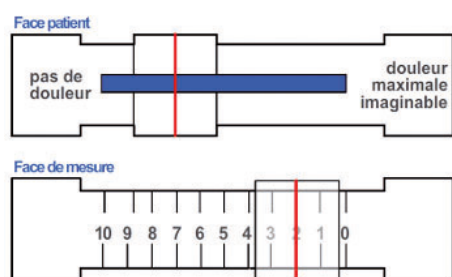 Face patient
pas de
douleur
douleur
maximale
imaginable
Face de mesure
10 9 8 7 6 5 4 3 2 1 0